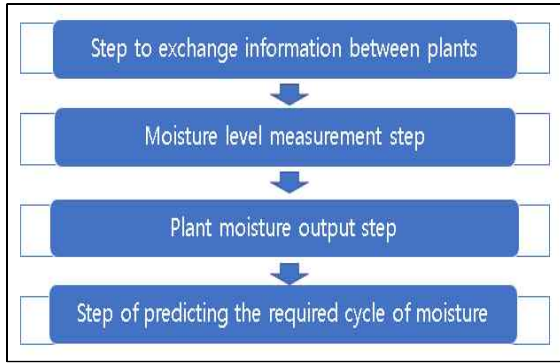 Step to exchange information between plants
Moisture level measurement step
Plant moisture output step
Step of predicting the required cycle of moisture